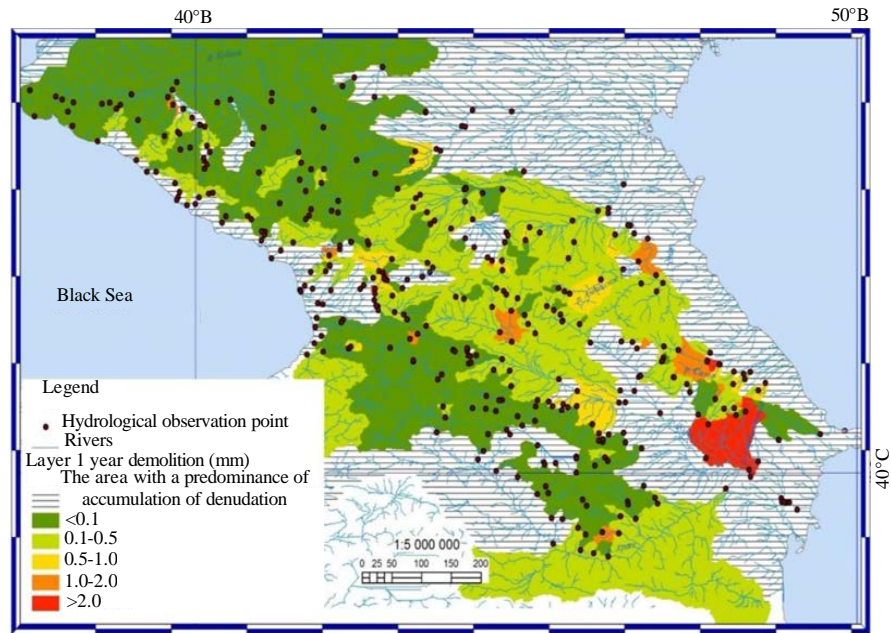 40°B
50°B
Black Sea
Legend
Hydrological observation point
Rivers
Layer 1 year demolition (mm)
The area with a predominance of
accumulation of denudation
<0.1
0.1-0.5
0.5-1.0
1.0-2.0
>2.0
1:5 000 000
0 25 50 100 150 200
40°C